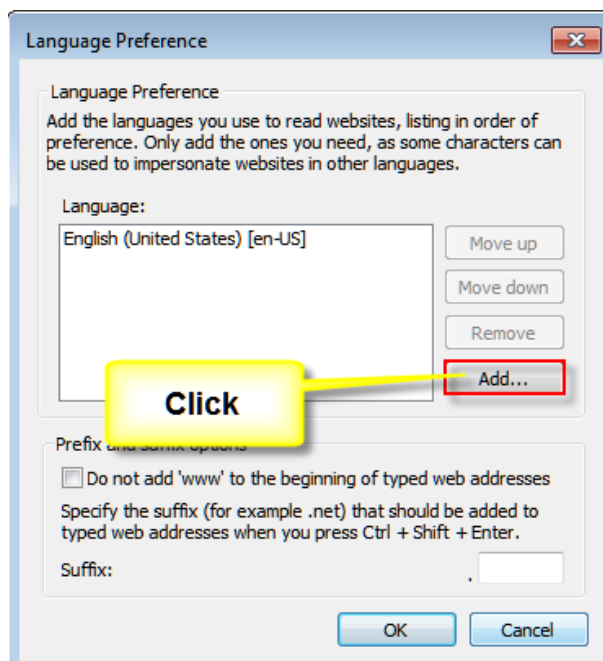 Language Preference
Language Preference
Add the languages you use to read websites, listing in order of
preference. Only add the ones you need, as some characters can
be used to impersonate websites in other languages.
Language:
English (United States) [en-US]
Move up
Move down
Remove
Add...
Click
Prefix and suffix options
Do not add 'www' to the beginning of typed web addresses
Specify the suffix (for example .net) that should be added to
typed web addresses when you press Ctrl + Shift + Enter.
Suffix:
.
OK
Cancel